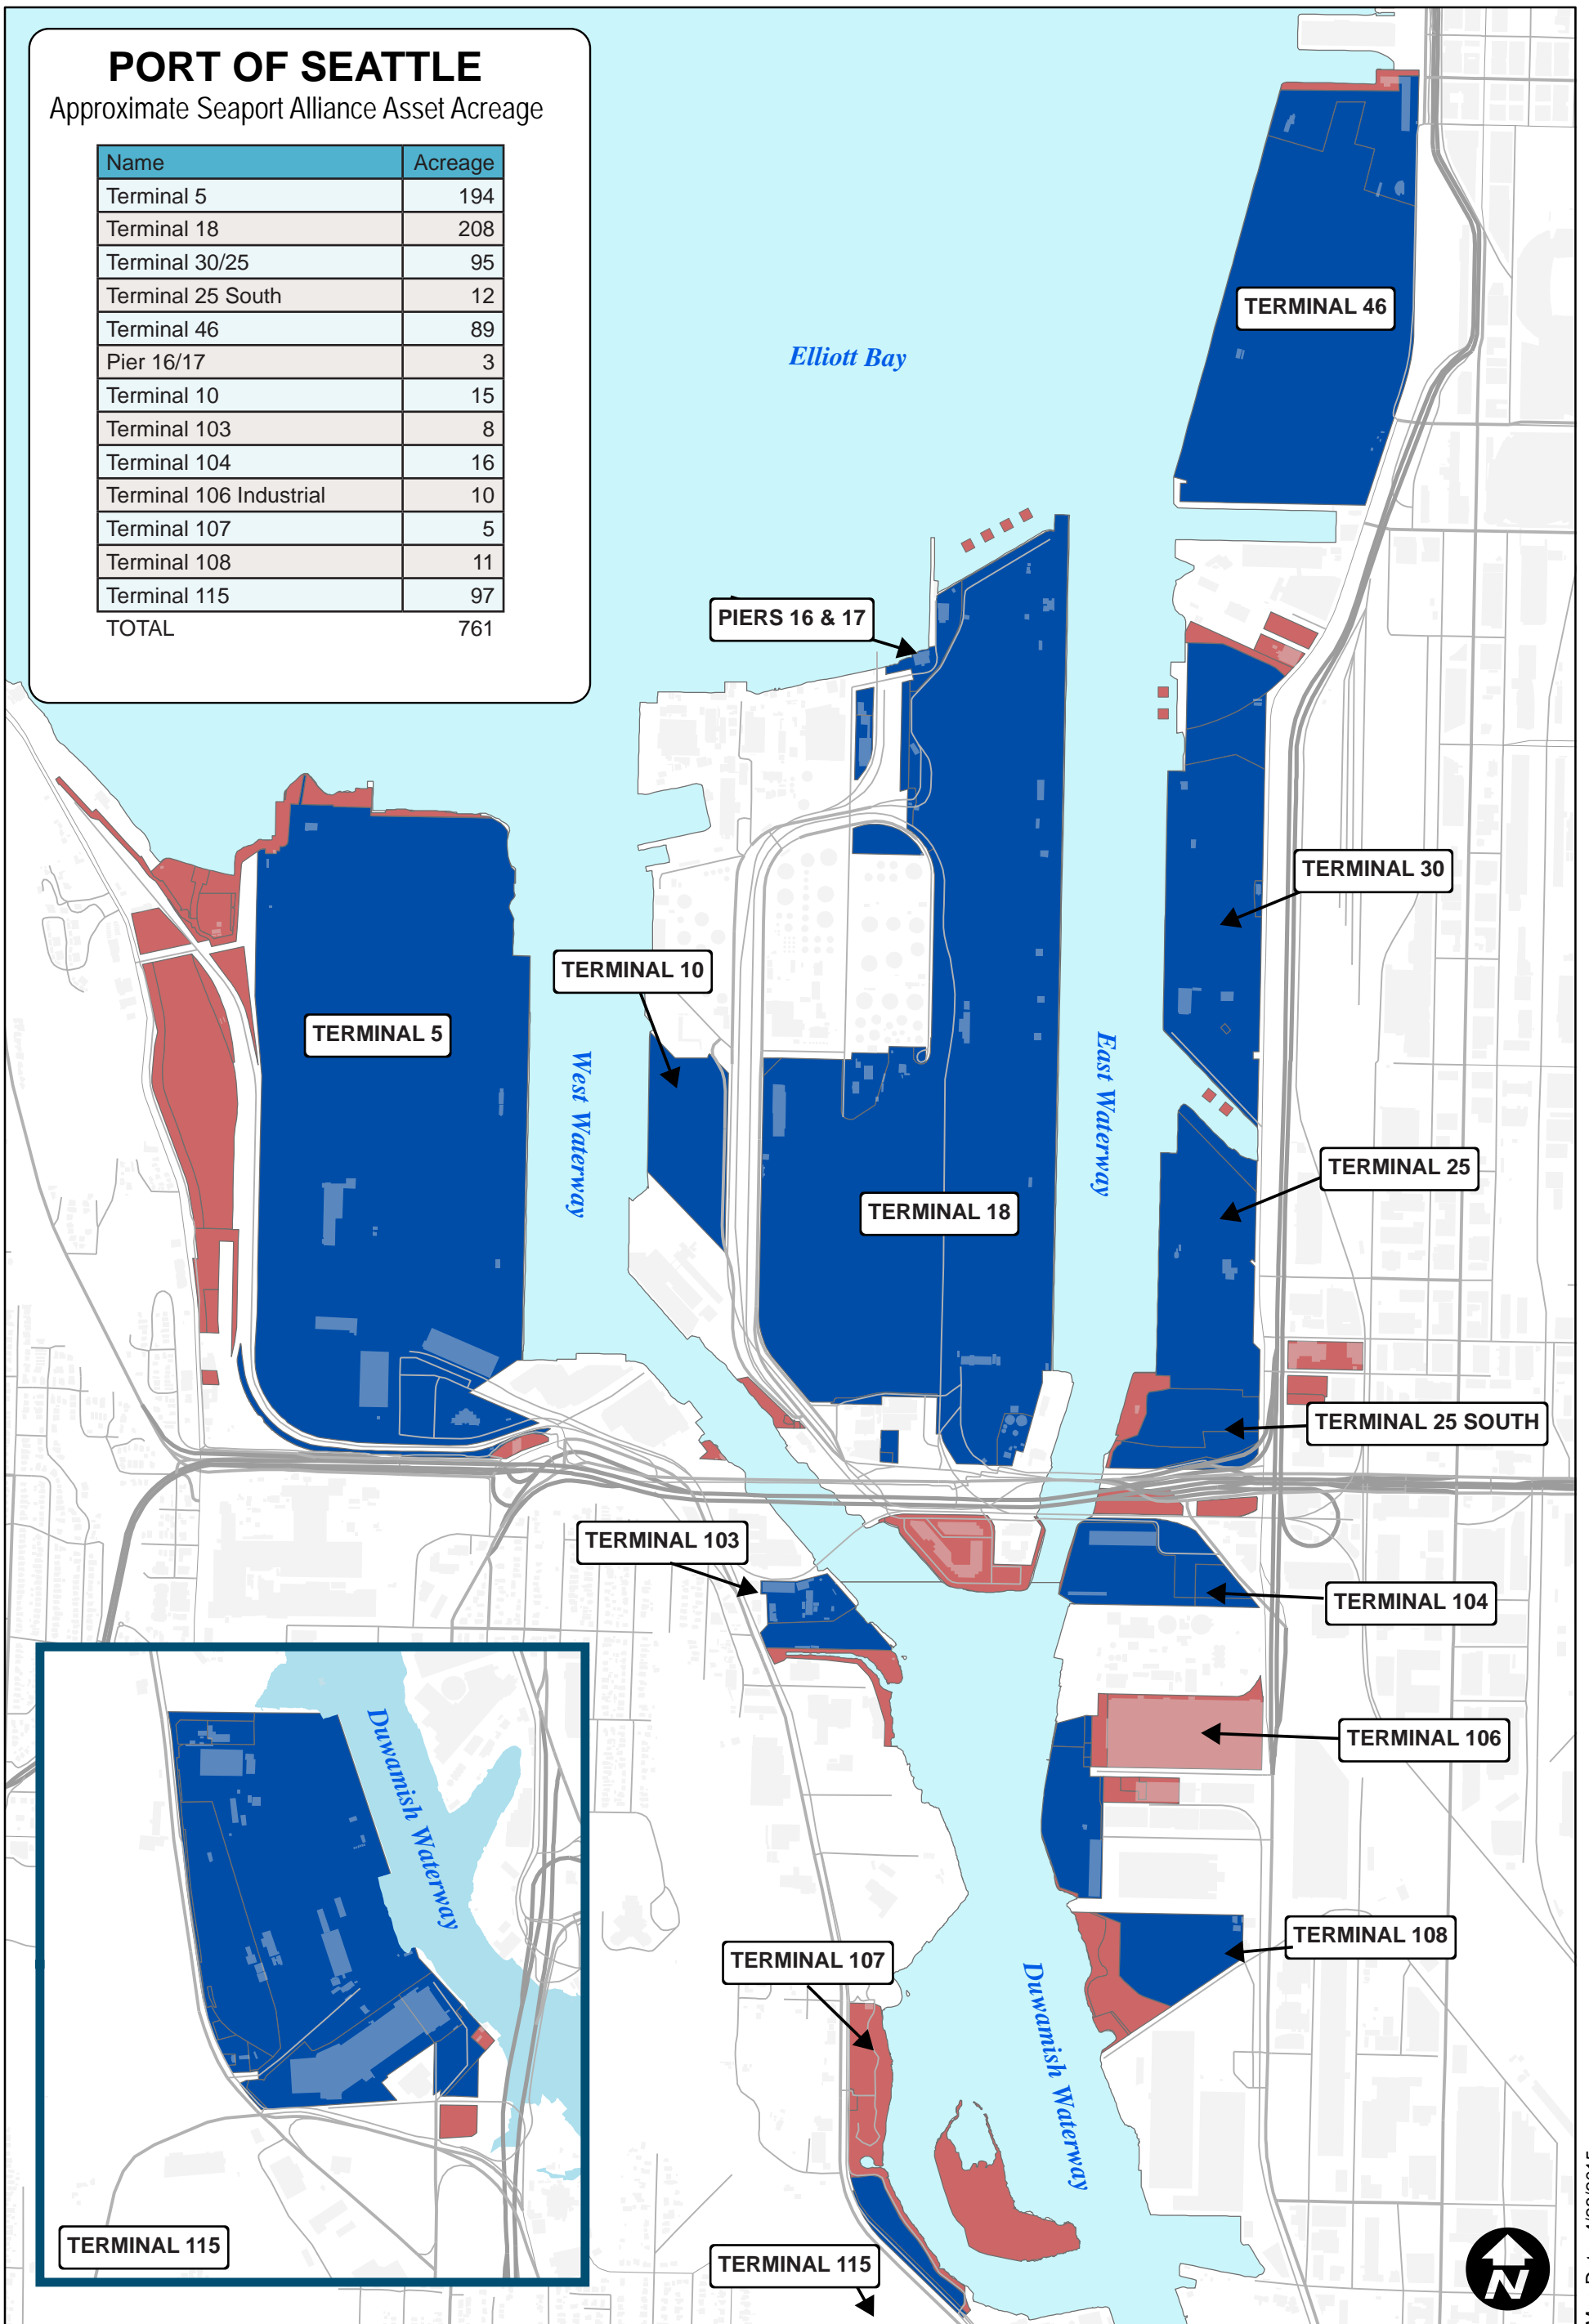 PORT OF SEATTLE
Approximate Seaport Alliance Asset Acreage
Name Acreage
Terminal 5 194
Terminal 18 208
Terminal 30/25 95
Terminal 25 South 12
Terminal 46 89
Pier 16/17 3
Terminal 10 15
Terminal 103 8
Terminal 104 16
Terminal 106 Industrial 10
Terminal 107 5
Terminal 108 11
Terminal 115 97
TOTAL 761
TERMINAL 46
Elliott Bay
PIERS 16 & 17
TERMINAL 30
TERMINAL 10
TERMINAL 5
West Waterway
East Waterway
TERMINAL 25
TERMINAL 18
TERMINAL 25 SOUTH
TERMINAL 103
TERMINAL 104
TERMINAL 106
Duwamish Waterway
TERMINAL 108
TERMINAL 107
Duwamish Waterway
TERMINAL 115
TERMINAL 115
N